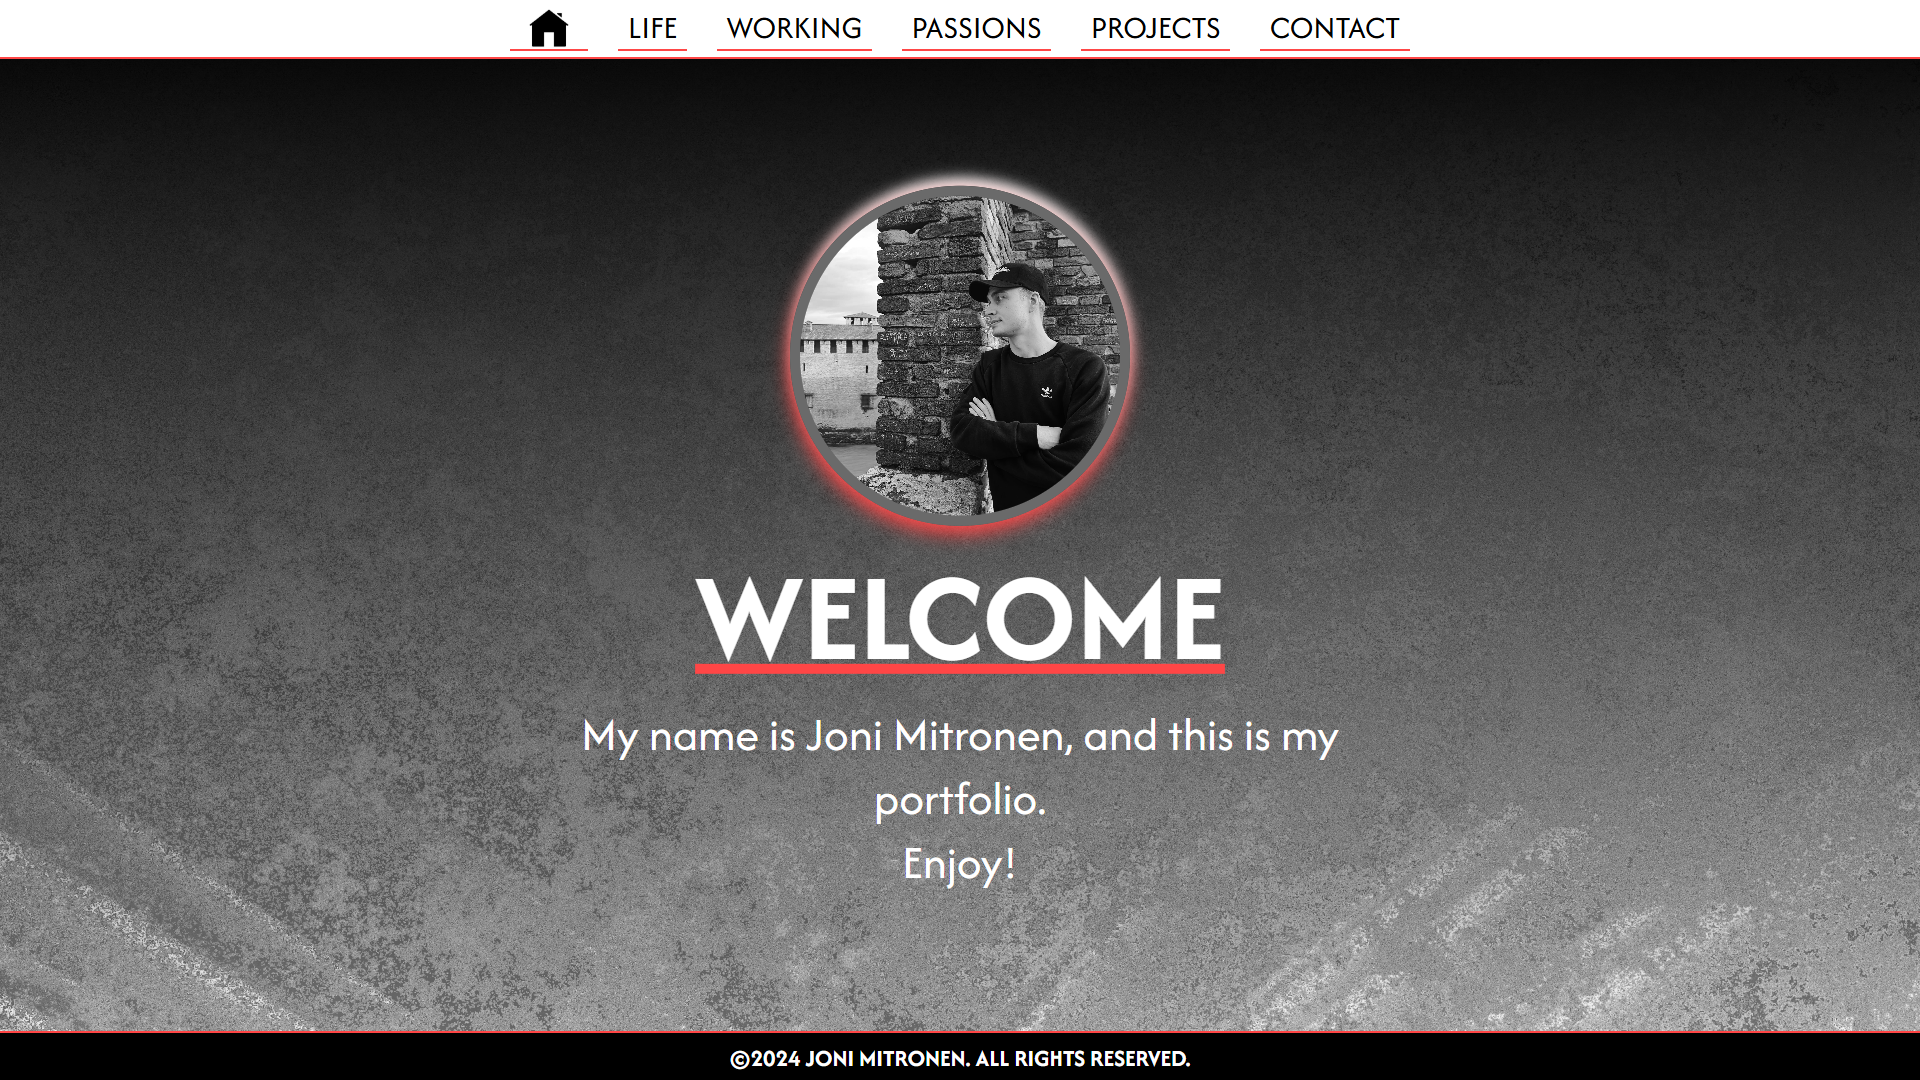 LIFE WORKING PASSIONS PROJECTS CONTACT
WELCOME
My name is Joni Mitronen, and this is my
portfolio.
Enjoy!
©2024 JONI MITRONEN. ALL RIGHTS RESERVED.